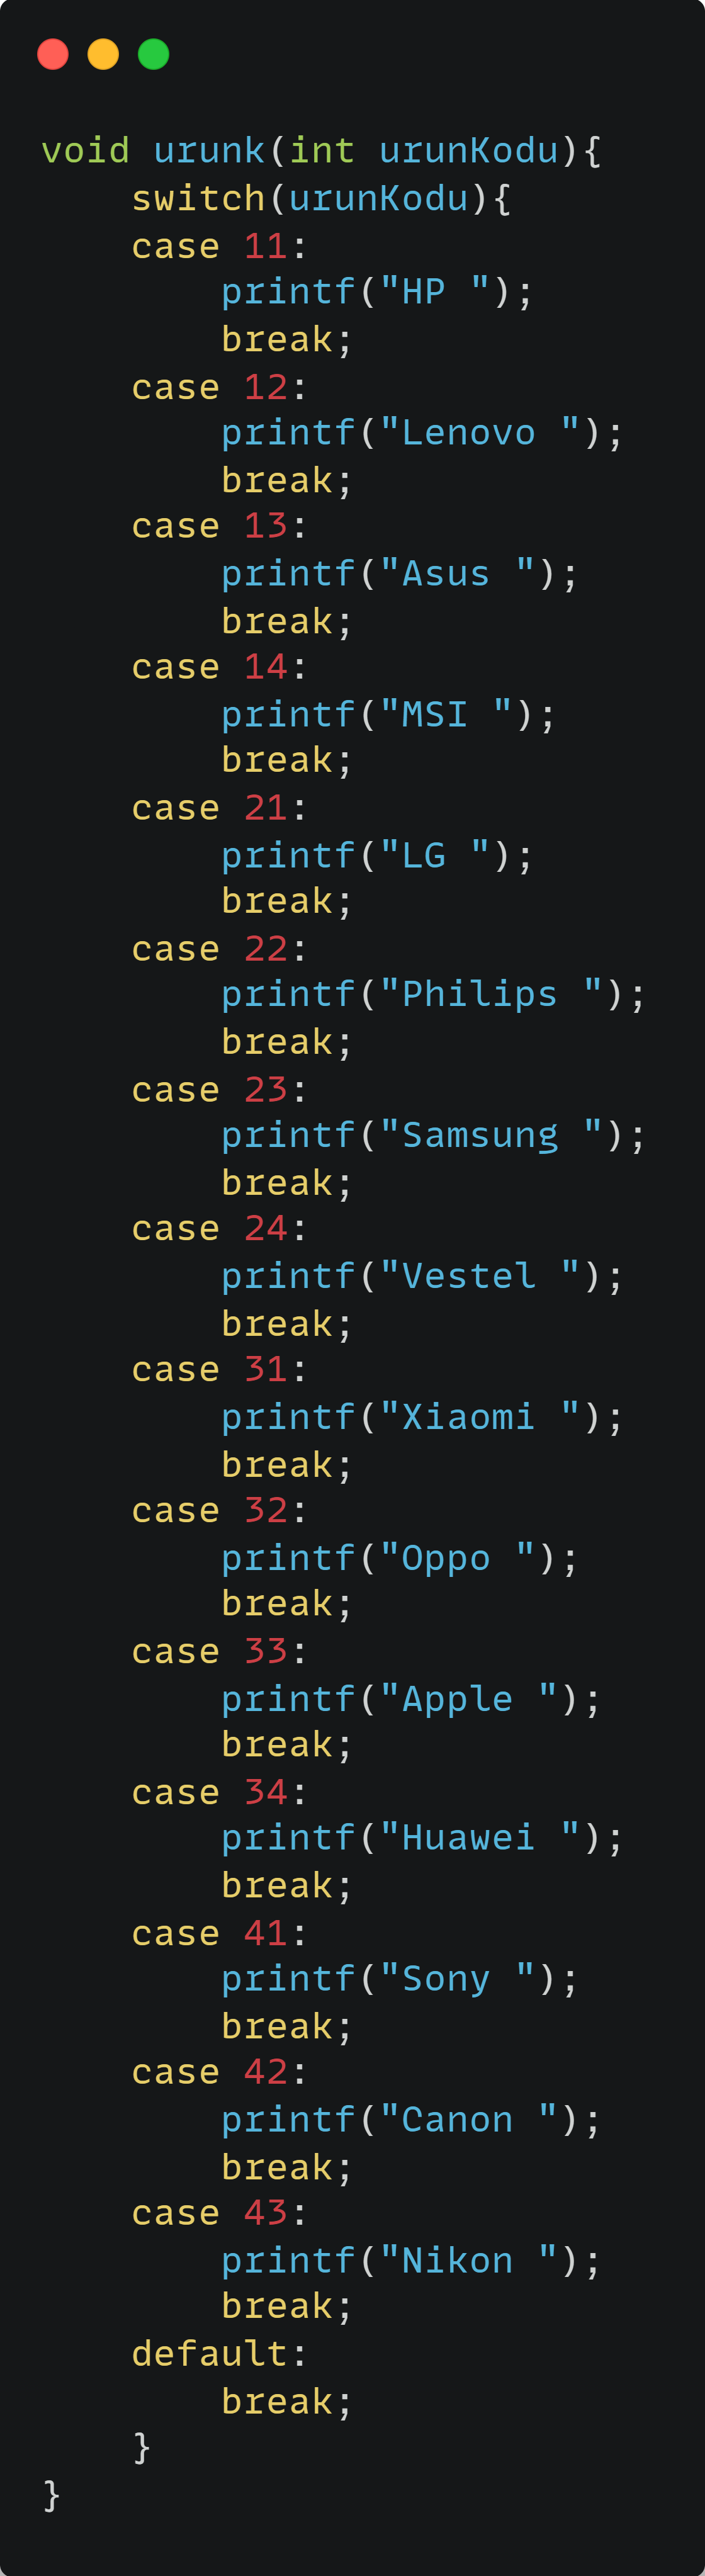 void urunk(int urunKodu){
    switch(urunKodu){
    case 11:
        printf("HP ");
        break;
    case 12:
        printf("Lenovo ");
        break;
    case 13:
        printf("Asus ");
        break;
    case 14:
        printf("MSI ");
        break;
    case 21:
        printf("LG ");
        break;
    case 22:
        printf("Philips ");
        break;
    case 23:
        printf("Samsung ");
        break;
    case 24:
        printf("Vestel ");
        break;
    case 31:
        printf("Xiaomi ");
        break;
    case 32:
        printf("Oppo ");
        break;
    case 33:
        printf("Apple ");
        break;
    case 34:
        printf("Huawei ");
        break;
    case 41:
        printf("Sony ");
        break;
    case 42:
        printf("Canon ");
        break;
    case 43:
        printf("Nikon ");
        break;
    default:
        break;
    }
}